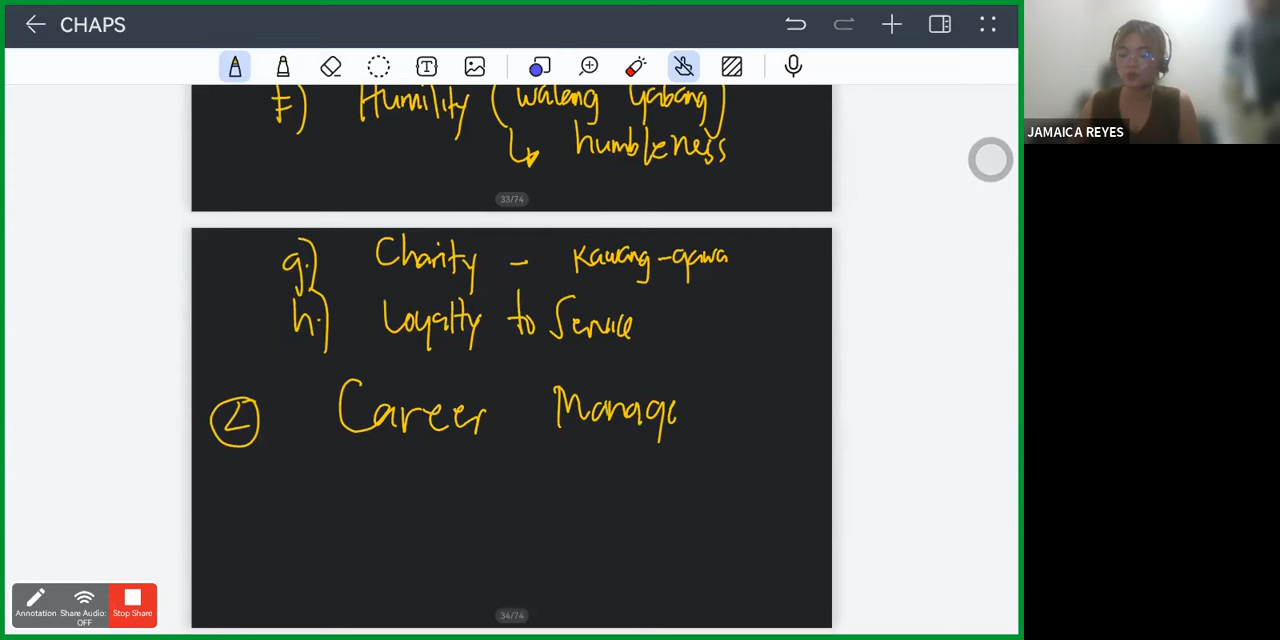 CHAPS
JAMAICA REYES
f) Humility (walang yabang)
↳ humbleness
33/74
g.) Charity - Kawang-gawa
h.) Loyalty to Service
② Career Manage
Annotation
Share Audio: OFF
Stop Share
34/74